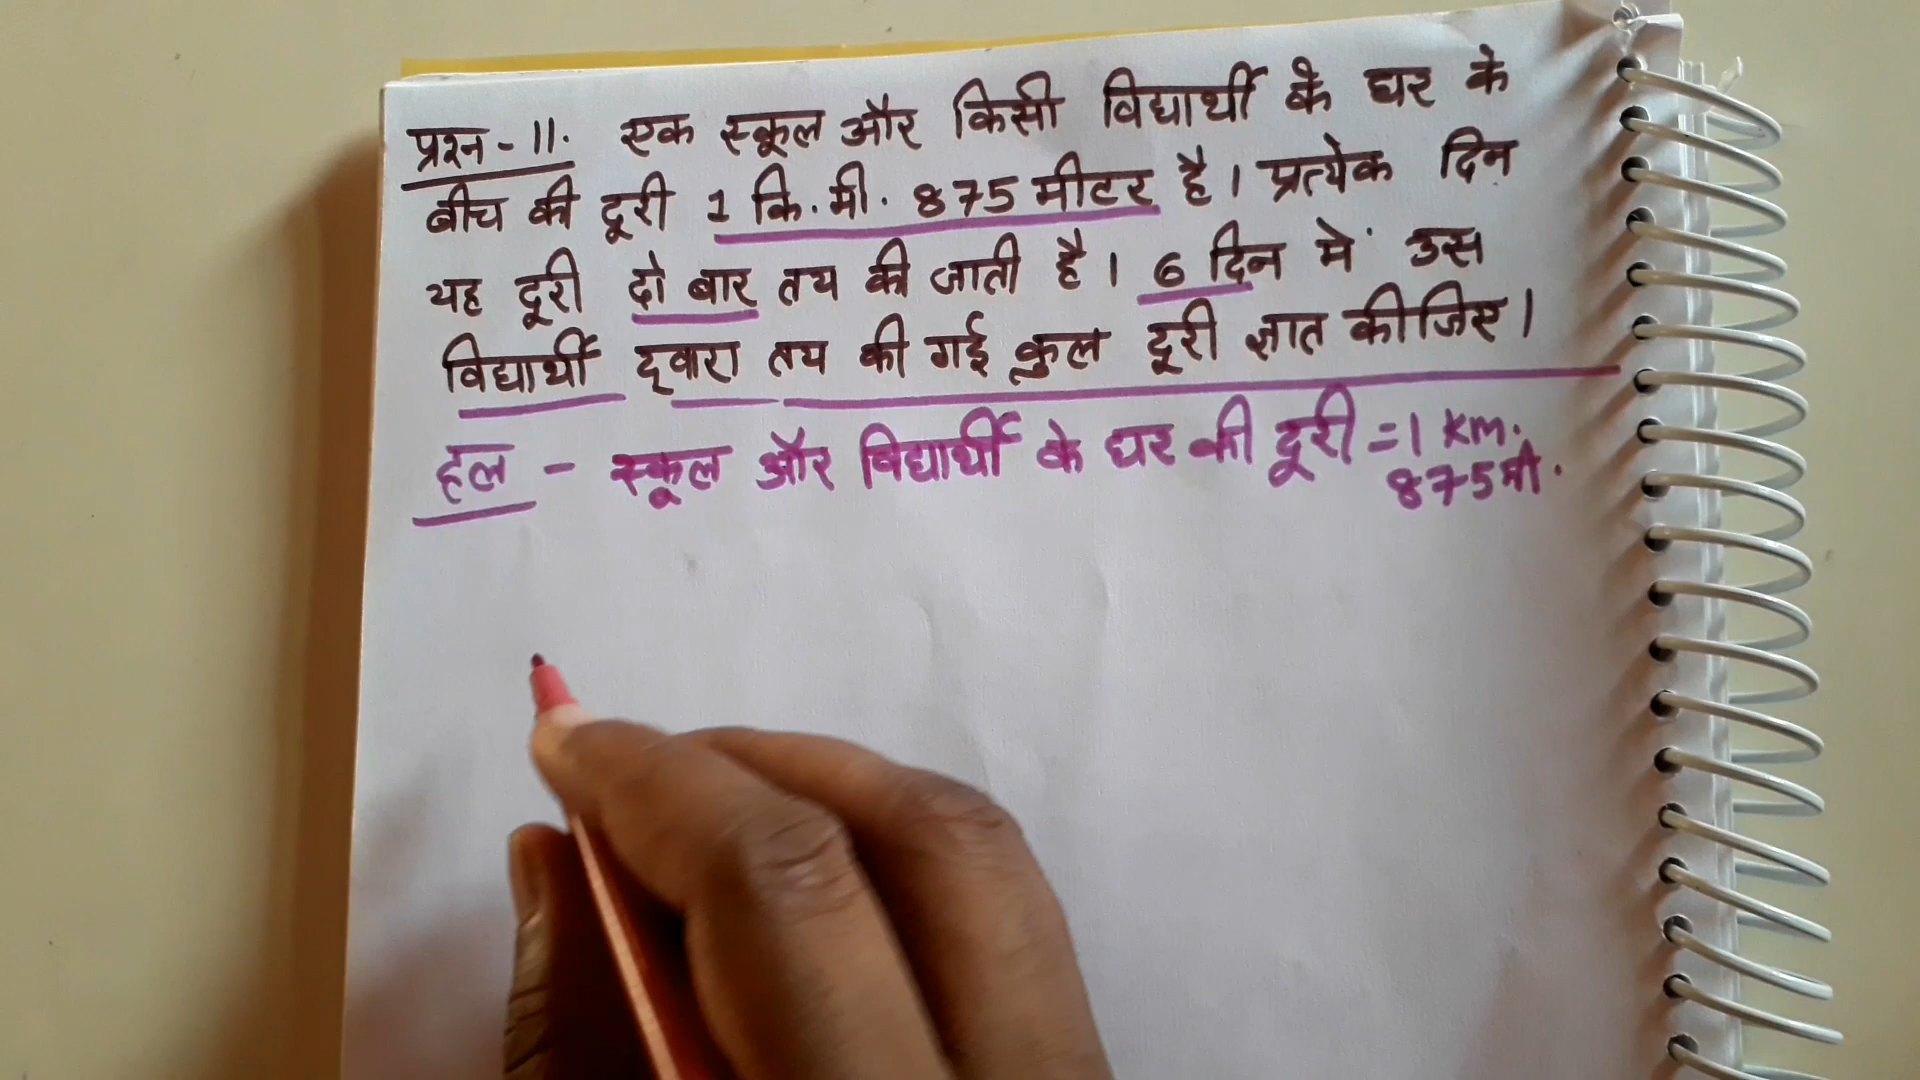 प्रश्न - 11. एक स्कूल और किसी विद्यार्थी के घर के
बीच की दूरी 1 कि.मी. 875 मीटर है। प्रत्येक दिन
यह दूरी दो बार तय की जाती है। 6 दिन में उस
विद्यार्थी द्वारा तय की गई कुल दूरी ज्ञात कीजिए।
हल - स्कूल और विद्यार्थी के घर की दूरी = 1 km.
875 मी.